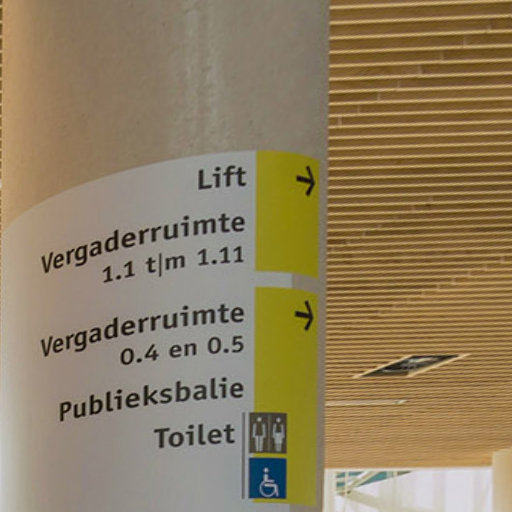 Lift
Vergaderruimte
1.1 t|m 1.11
Vergaderruimte
0.4 en 0.5
Publieksbalie
Toilet